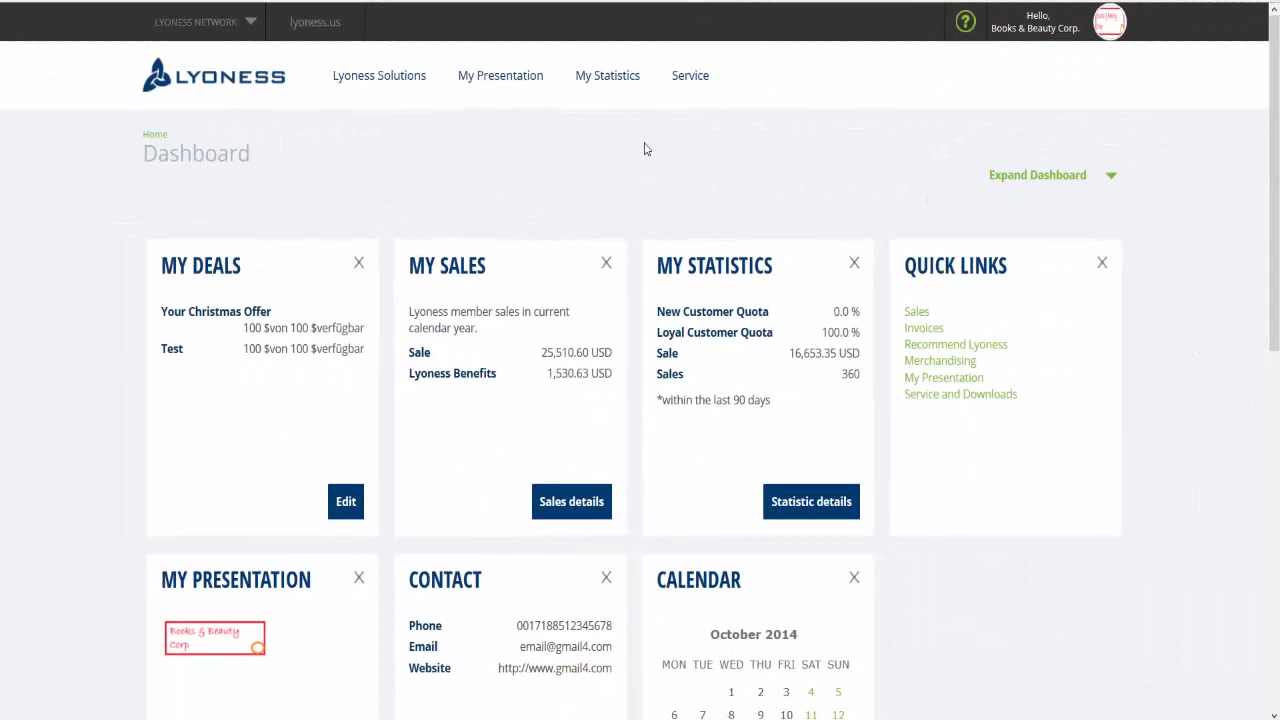 LYONESS NETWORK lyoness.us
Hello,
Books & Beauty Corp.
LYONESS Lyoness Solutions My Presentation My Statistics Service
Home
Dashboard
Expand Dashboard
MY DEALS X
Your Christmas Offer
100 $von 100 $verfügbar
Test 100 $von 100 $verfügbar
Edit
MY SALES X
Lyoness member sales in current
calendar year.
Sale 25,510.60 USD
Lyoness Benefits 1,530.63 USD
Sales details
MY STATISTICS X
New Customer Quota 0.0 %
Loyal Customer Quota 100.0 %
Sale 16,653.35 USD
Sales 360
*within the last 90 days
Statistic details
QUICK LINKS X
Sales
Invoices
Recommend Lyoness
Merchandising
My Presentation
Service and Downloads
MY PRESENTATION X
Books & Beauty
Corp
CONTACT X
Phone 0017188512345678
Email email@gmail4.com
Website http://www.gmail4.com
CALENDAR X
October 2014
MON TUE WED THU FRI SAT SUN
1 2 3 4 5
6 7 8 9 10 11 12